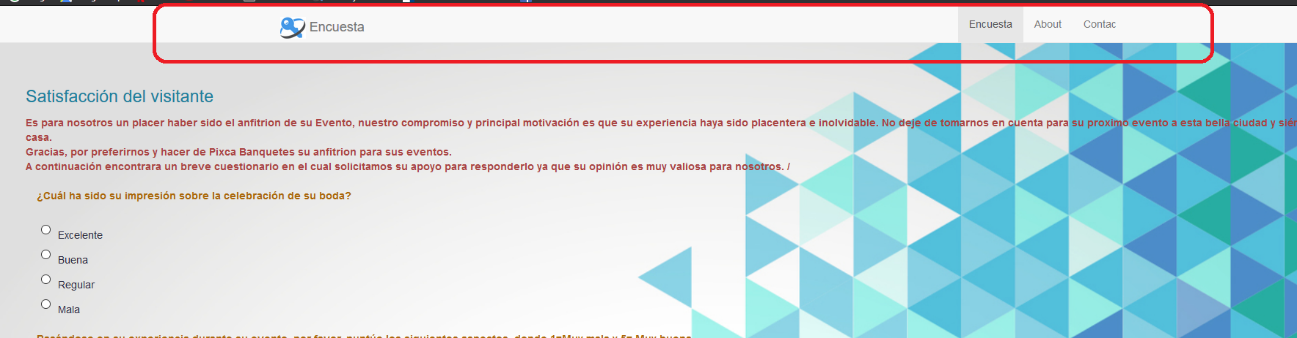 Encuesta
Encuesta About Contac
Satisfacción del visitante
Es para nosotros un placer haber sido el anfitrion de su Evento, nuestro compromiso y principal motivación es que su experiencia haya sido placentera e inolvidable. No deje de tomarnos en cuenta para su proximo evento a esta bella ciudad y
casa.
Gracias, por preferirnos y hacer de Pixca Banquetes su anfitrion para sus eventos.
A continuación encontrara un breve cuestionario en el cual solicitamos su apoyo para responderlo ya que su opinión es muy valiosa para nosotros. /
¿Cuál ha sido su impresión sobre la celebración de su boda?
Excelente
Buena
Regular
Mala